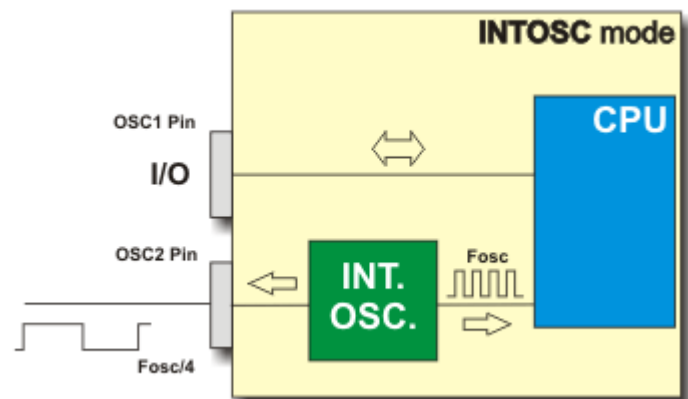 INTOSC mode
OSC1 Pin
I/O
CPU
OSC2 Pin
INT.
OSC.
Fosc
Fosc/4